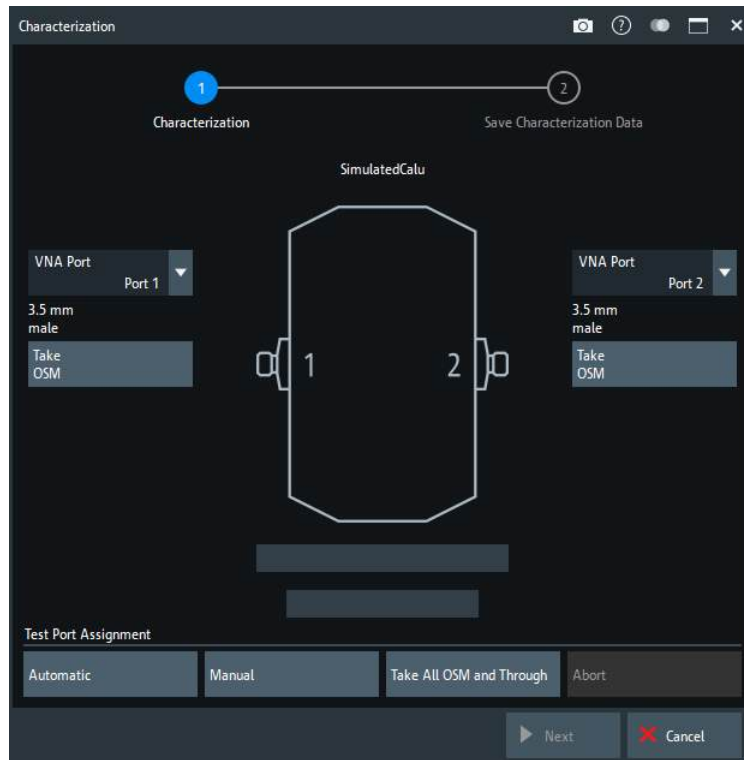 Characterization
1
2
Characterization
Save Characterization Data
SimulatedCalu
VNA Port
Port 1
3.5 mm
male
Take
OSM
1
2
VNA Port
Port 2
3.5 mm
male
Take
OSM
Test Port Assignment
Automatic
Manual
Take All OSM and Through
Abort
Next
Cancel